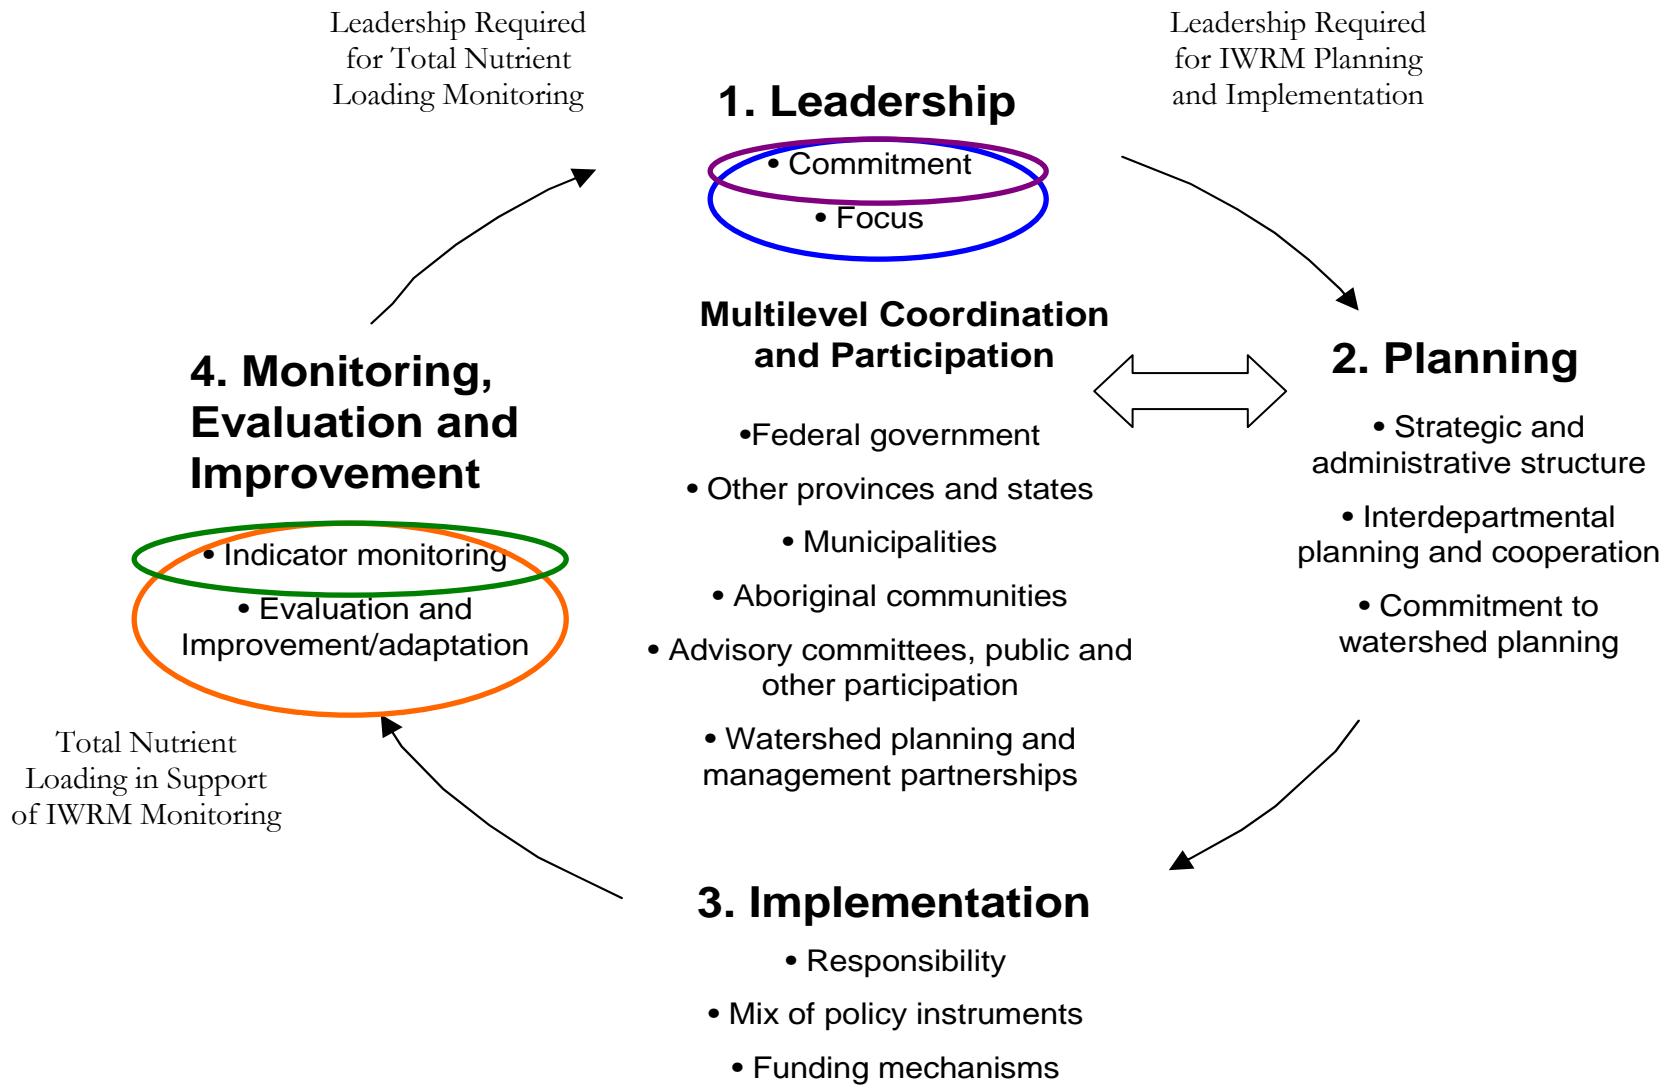 Leadership Required
for Total Nutrient
Loading Monitoring
Leadership Required
for IWRM Planning
and Implementation
1. Leadership
• Commitment
• Focus
Multilevel Coordination
and Participation
•Federal government
• Other provinces and states
• Municipalities
• Aboriginal communities
• Advisory committees, public and
other participation
• Watershed planning and
management partnerships
2. Planning
• Strategic and
administrative structure
• Interdepartmental
planning and cooperation
• Commitment to
watershed planning
3. Implementation
• Responsibility
• Mix of policy instruments
• Funding mechanisms
4. Monitoring,
Evaluation and
Improvement
• Indicator monitoring
• Evaluation and
Improvement/adaptation
Total Nutrient
Loading in Support
of IWRM Monitoring